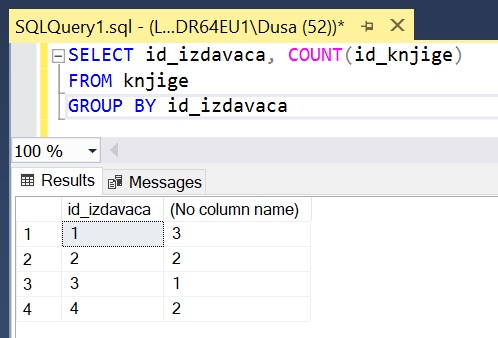 SQLQuery1.sql - (L...DR64EU1\Dusa (52))*
SELECT id_izdavaca, COUNT(id_knjige)
FROM knjige
GROUP BY id_izdavaca
100 %
Results Messages
id_izdavaca (No column name)
1 1 3
2 2 2
3 3 1
4 4 2